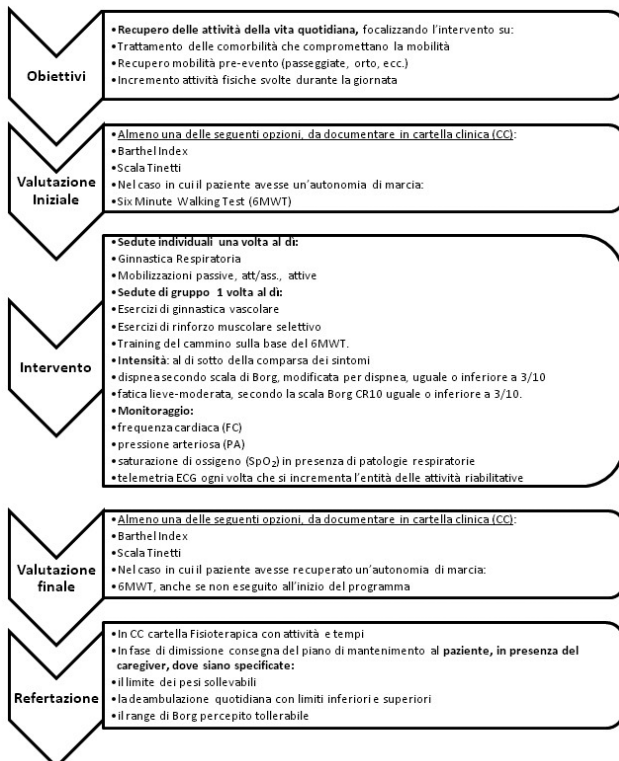 Obiettivi
•Recupero delle attività della vita quotidiana, focalizzando l'intervento su:
•Trattamento delle comorbilità che compromettano la mobilità
•Recupero mobilità pre-evento (passeggiate, orto, ecc.)
•Incremento attività fisiche svolte durante la giornata
Valutazione
Iniziale
•Almeno una delle seguenti opzioni, da documentare in cartella clinica (CC):
•Barthel Index
•Scala Tinetti
•Nel caso in cui il paziente avesse un'autonomia di marcia:
•Six Minute Walking Test (6MWT)
Intervento
•Sedute individuali una volta al dì:
•Ginnastica Respiratoria
•Mobilizzazioni passive, att/ass., attive
•Sedute di gruppo 1 volta al dì:
•Esercizi di ginnastica vascolare
•Esercizi di rinforzo muscolare selettivo
•Training del cammino sulla base del 6MWT.
•Intensità: al di sotto della comparsa dei sintomi
•dispnea secondo scala di Borg, modificata per dispnea, uguale o inferiore a 3/10
•fatica lieve-moderata, secondo la scala Borg CR10 uguale o inferiore a 3/10.
•Monitoraggio:
•frequenza cardiaca (FC)
•pressione arteriosa (PA)
•saturazione di ossigeno (SpO₂) in presenza di patologie respiratorie
•telemetria ECG ogni volta che si incrementa l'entità delle attività riabilitative
Valutazione
finale
•Almeno una delle seguenti opzioni, da documentare in cartella clinica (CC):
•Barthel Index
•Scala Tinetti
•Nel caso in cui il paziente avesse recuperato un'autonomia di marcia:
•6MWT, anche se non eseguito all'inizio del programma
Refertazione
•In CC cartella Fisioterapica con attività e tempi
•In fase di dimissione consegna del piano di mantenimento al paziente, in presenza del
caregiver, dove siano specificate:
•il limite dei pesi sollevabili
•la deambulazione quotidiana con limiti inferiori e superiori
•il range di Borg percepito tollerabile